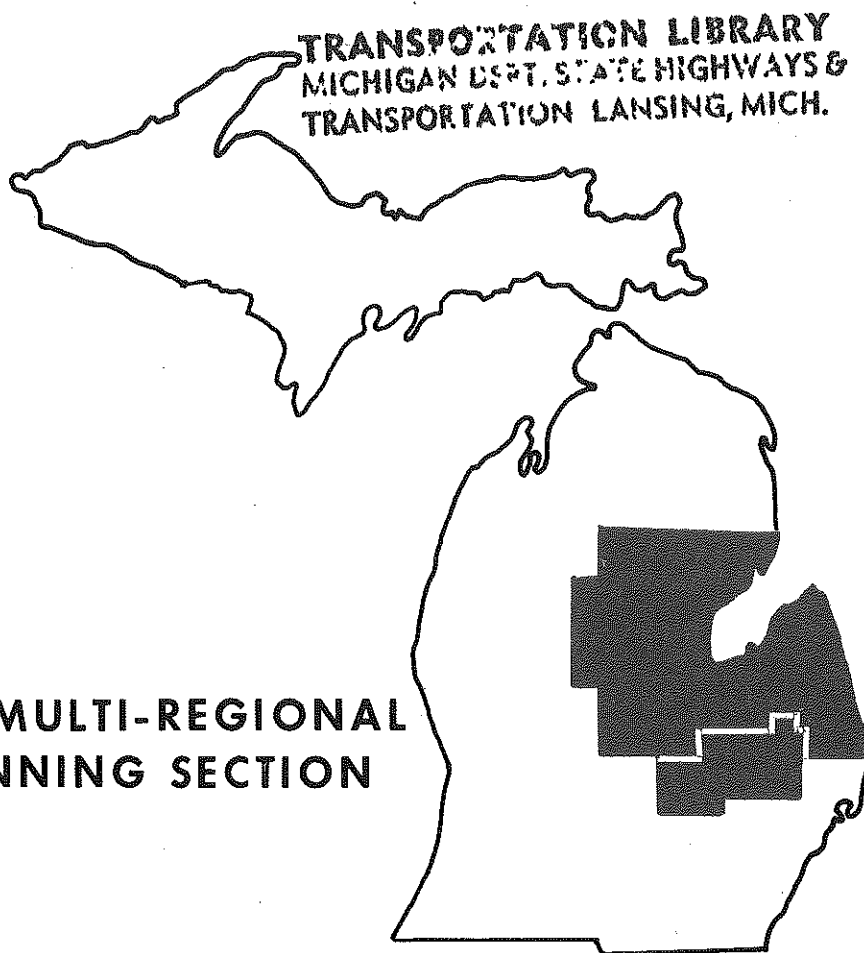 TRANSPORTATION LIBRARY
MICHIGAN DEPT. STATE HIGHWAYS &
TRANSPORTATION LANSING, MICH.
MULTI-REGIONAL
NNING SECTION